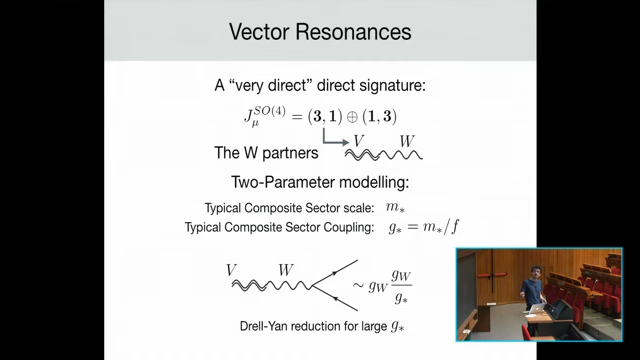 Vector Resonances
A “very direct” direct signature:
J_μ^{SO(4)} = (3, 1) ⊕ (1, 3)
V W
The W partners
Two-Parameter modelling:
Typical Composite Sector scale: m_*
Typical Composite Sector Coupling: g_* = m_*/f
V W
∼ g_W \frac{g_W}{g_*}
Drell-Yan reduction for large g_*